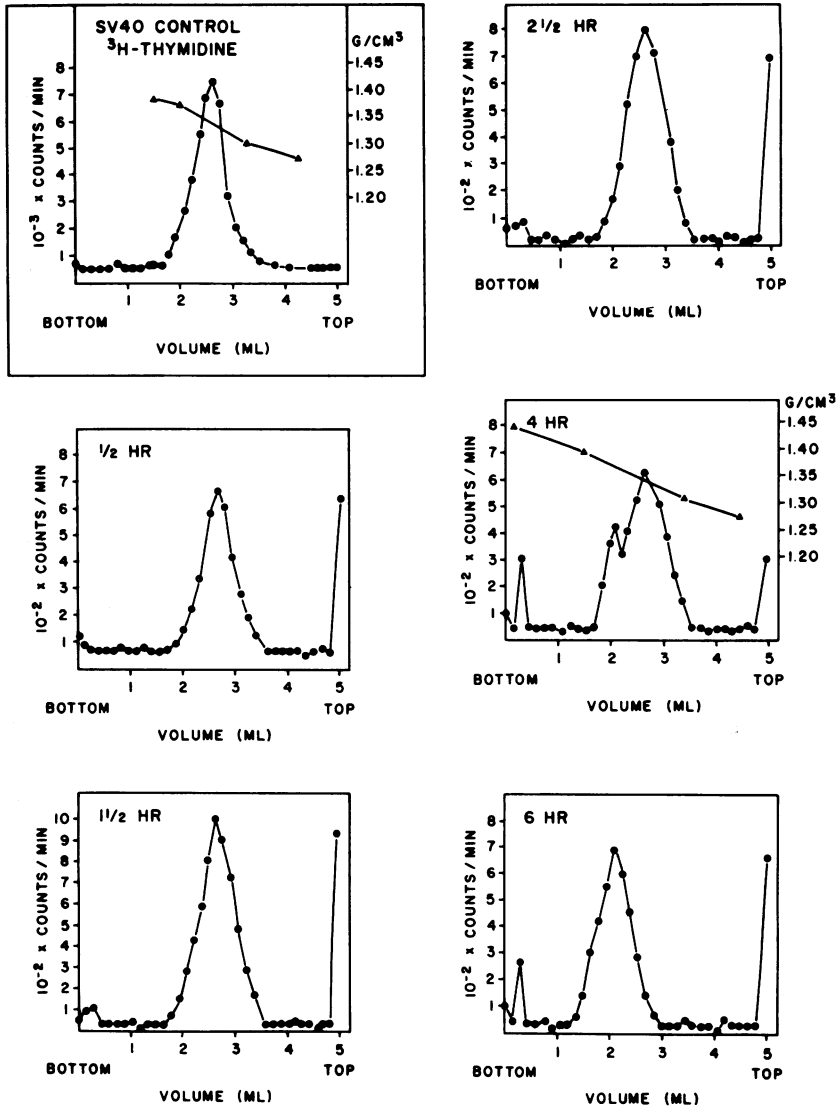 SV40 CONTROL
³H-THYMIDINE
G/CM³
1.45
1.40
1.35
1.30
1.25
1.20
10⁻³ x COUNTS / MIN
8
7
6
5
4
3
2
1
1 2 3 4 5
BOTTOM TOP
VOLUME (ML)
2 1/2 HR
10⁻² x COUNTS / MIN
8
7
6
5
4
3
2
1
1 2 3 4 5
BOTTOM TOP
VOLUME (ML)
1/2 HR
10⁻² x COUNTS / MIN
8
7
6
5
4
3
2
1
1 2 3 4 5
BOTTOM TOP
VOLUME (ML)
4 HR
G/CM³
1.45
1.40
1.35
1.30
1.25
1.20
10⁻² x COUNTS / MIN
8
7
6
5
4
3
2
1
1 2 3 4 5
BOTTOM TOP
VOLUME (ML)
1 1/2 HR
10⁻² x COUNTS / MIN
10
9
8
7
6
5
4
3
2
1
1 2 3 4 5
BOTTOM TOP
VOLUME (ML)
6 HR
10⁻² x COUNTS / MIN
8
7
6
5
4
3
2
1
1 2 3 4 5
BOTTOM TOP
VOLUME (ML)